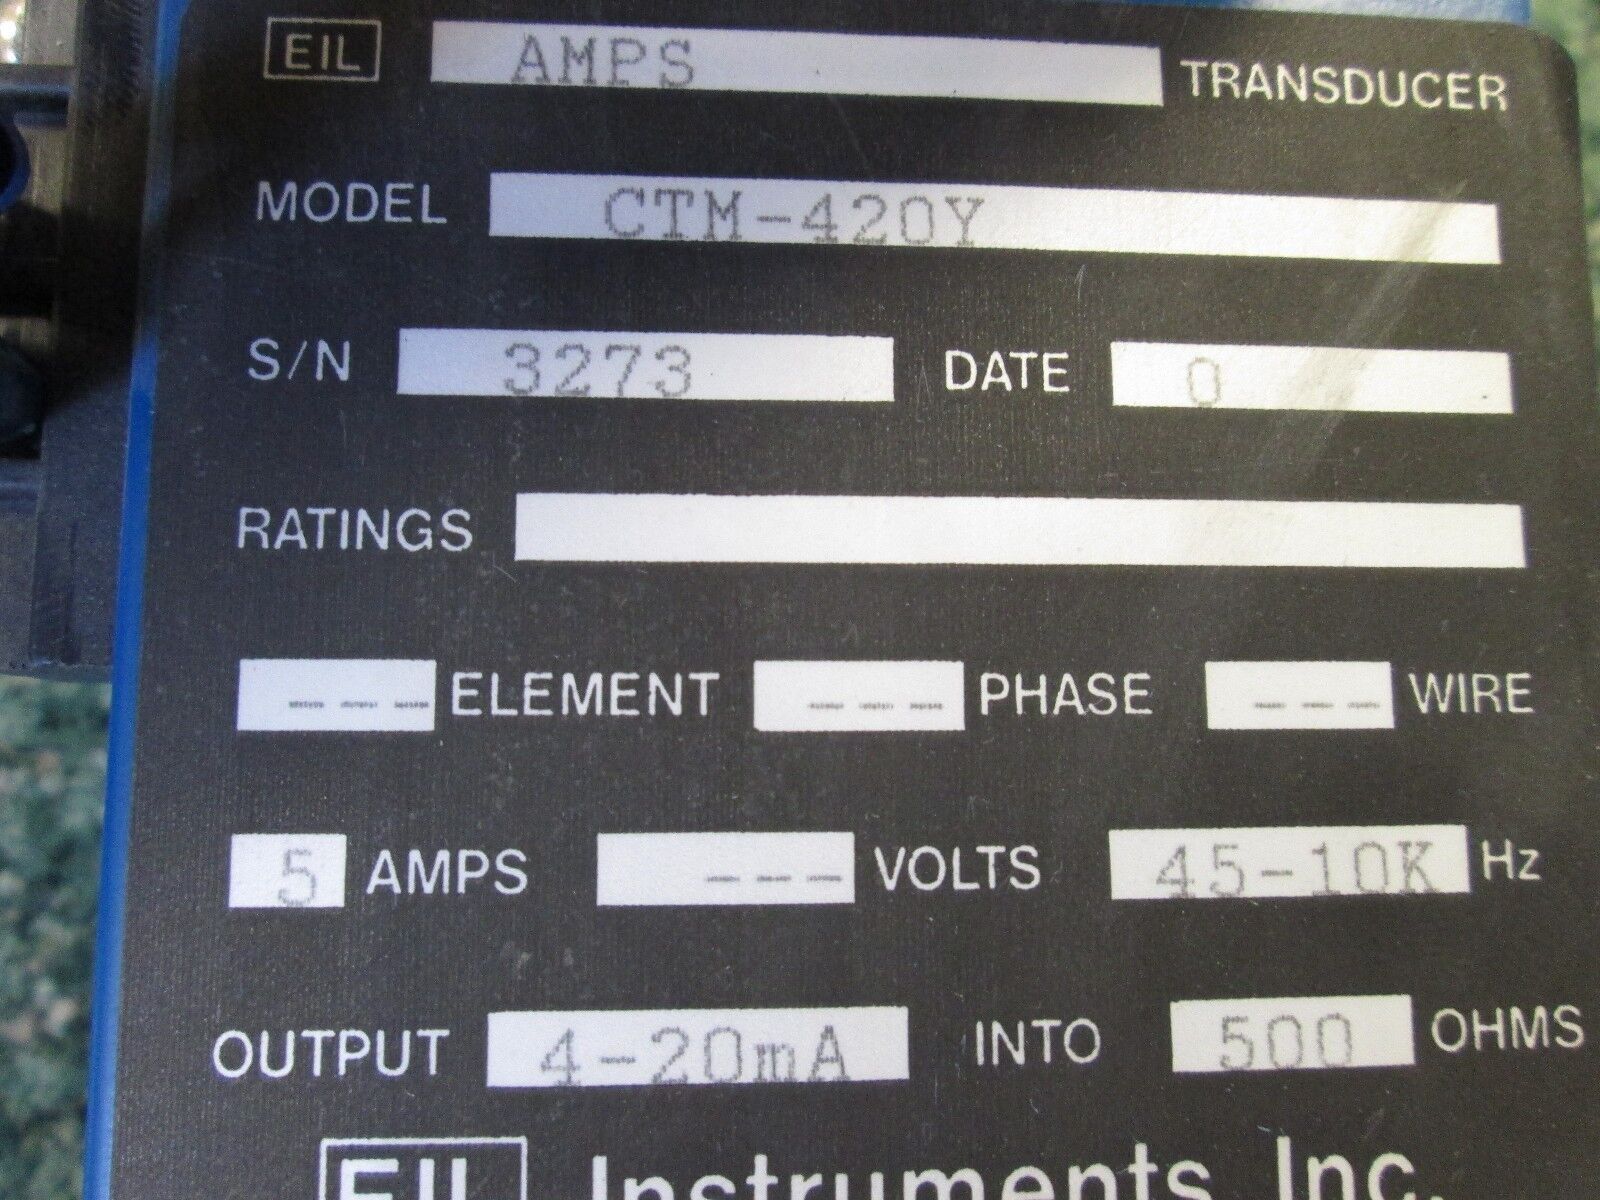 EIL AMPS TRANSDUCER
MODEL CTM-420Y
S/N 3273 DATE 0
RATINGS
--- ELEMENT --- PHASE --- WIRE
5 AMPS --- VOLTS 45-10K Hz
OUTPUT 4-20mA INTO 500 OHMS
EIL Instruments, Inc.